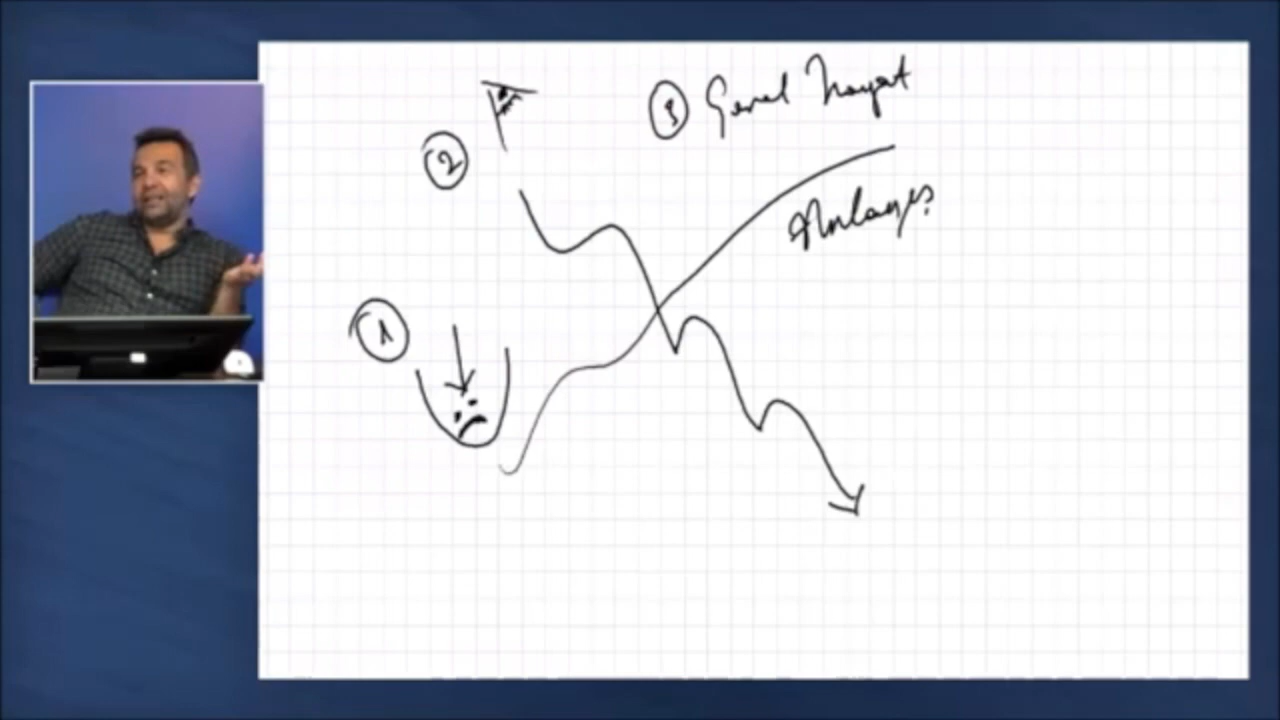 ③ Genel hayat
②
Anlayış
①